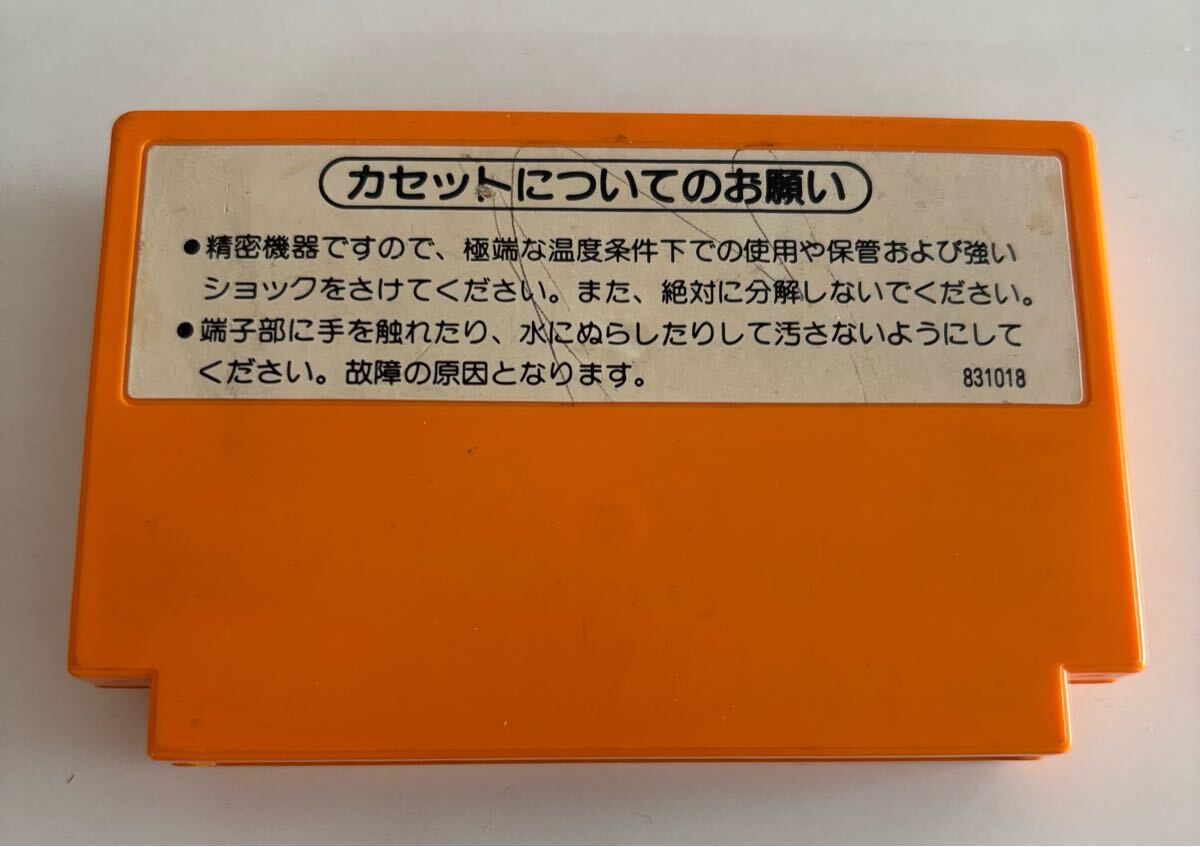 カセットについてのお願い
●精密機器ですので、極端な温度条件下での使用や保管および強い
ショックをさけてください。また、絶対に分解しないでください。
●端子部に手を触れたり、水にぬらしたりして汚さないようにして
ください。故障の原因となります。
831018